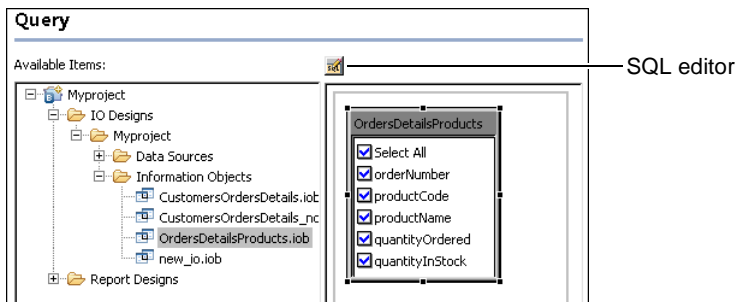 Query
Available Items:
SQL editor
Myproject
IO Designs
Myproject
Data Sources
Information Objects
CustomersOrdersDetails.iob
CustomersOrdersDetails_nc
OrdersDetailsProducts.iob
new_io.iob
Report Designs
OrdersDetailsProducts
Select All
orderNumber
productCode
productName
quantityOrdered
quantityInStock